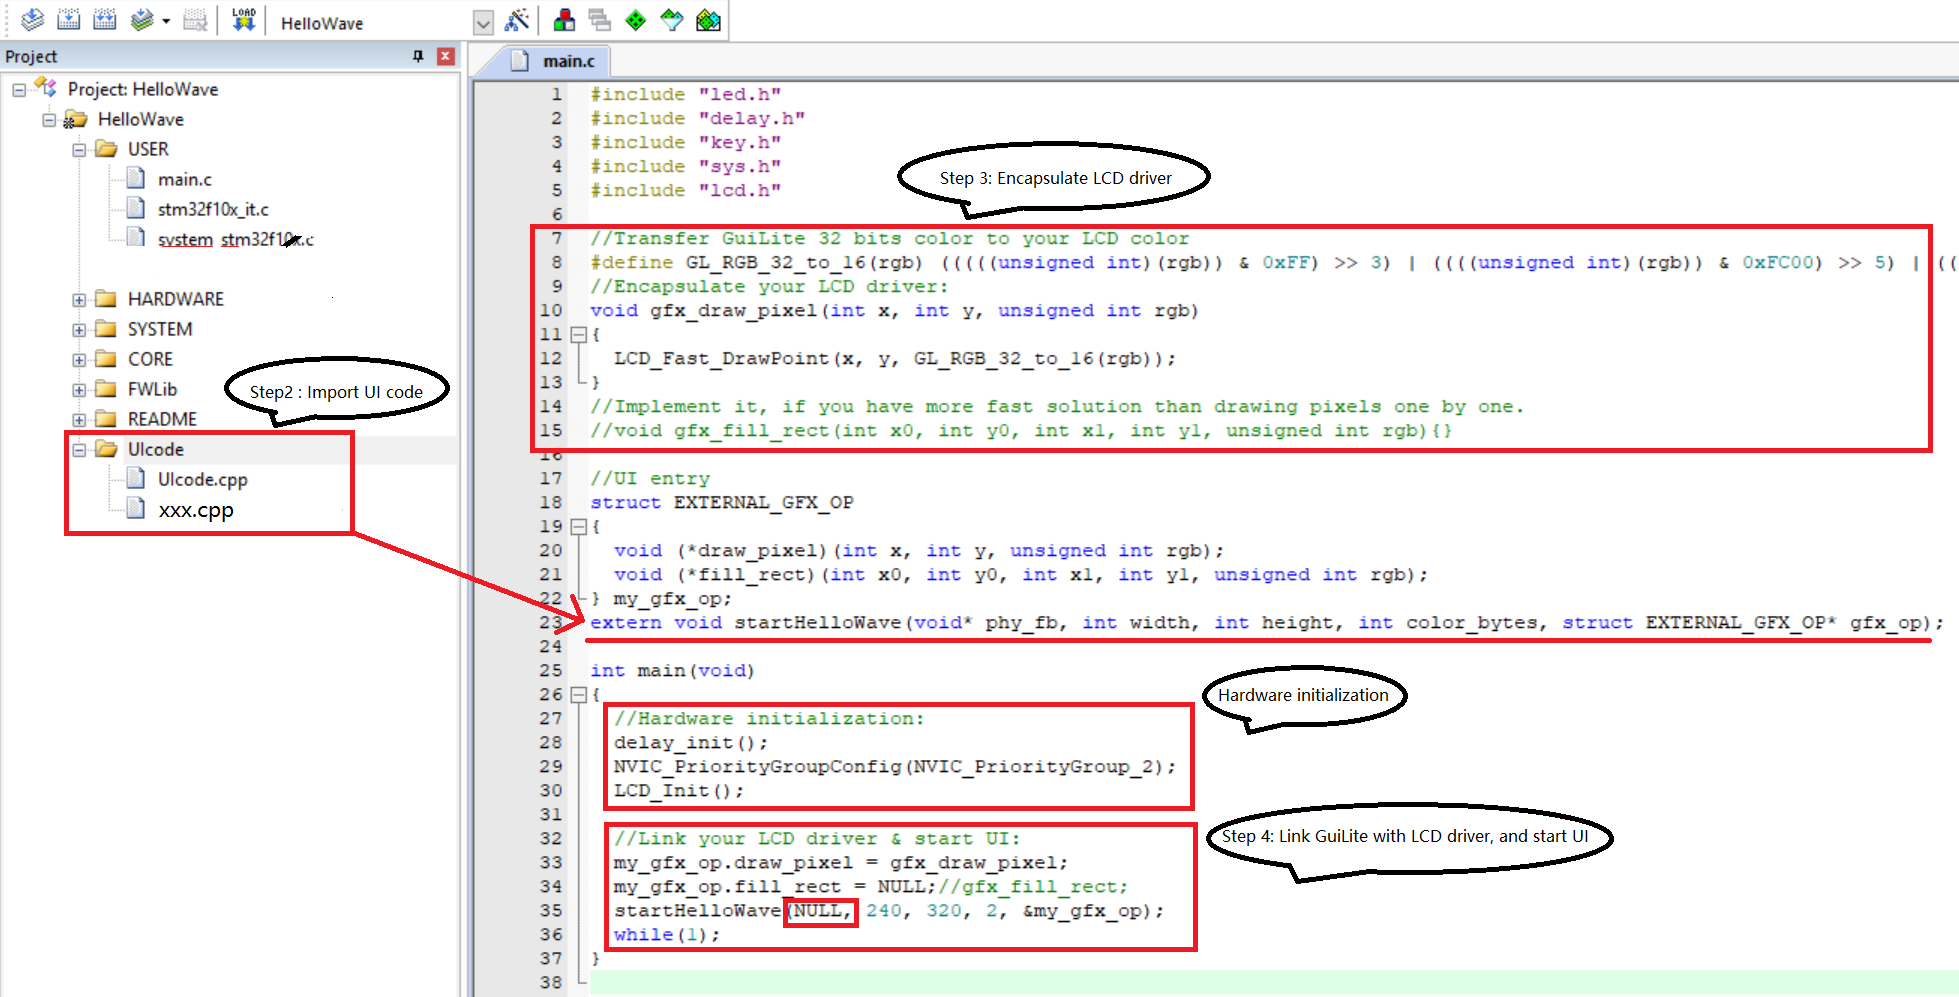 LOAD
HelloWave
Project
Project: HelloWave
HelloWave
USER
main.c
stm32f10x_it.c
system_stm32f10x.c
HARDWARE
SYSTEM
CORE
FWLib
README
UIcode
UIcode.cpp
xxx.cpp
Step2 : Import UI code
main.c
1 #include "led.h"
2 #include "delay.h"
3 #include "key.h"
4 #include "sys.h"
5 #include "lcd.h"
6
Step 3: Encapsulate LCD driver
7 //Transfer GuiLite 32 bits color to your LCD color
8 #define GL_RGB_32_to_16(rgb) (((((unsigned int)(rgb)) & 0xFF) >> 3) | ((((unsigned int)(rgb)) & 0xFC00) >> 5) | ((
9 //Encapsulate your LCD driver:
10 void gfx_draw_pixel(int x, int y, unsigned int rgb)
11 {
12 LCD_Fast_DrawPoint(x, y, GL_RGB_32_to_16(rgb));
13 }
14 //Implement it, if you have more fast solution than drawing pixels one by one.
15 //void gfx_fill_rect(int x0, int y0, int x1, int y1, unsigned int rgb){}
16
17 //UI entry
18 struct EXTERNAL_GFX_OP
19 {
20 void (*draw_pixel)(int x, int y, unsigned int rgb);
21 void (*fill_rect)(int x0, int y0, int x1, int y1, unsigned int rgb);
22 } my_gfx_op;
23 extern void startHelloWave(void* phy_fb, int width, int height, int color_bytes, struct EXTERNAL_GFX_OP* gfx_op);
24
25 int main(void)
26 {
Hardware initialization
27 //Hardware initialization:
28 delay_init();
29 NVIC_PriorityGroupConfig(NVIC_PriorityGroup_2);
30 LCD_Init();
31
Step 4: Link GuiLite with LCD driver, and start UI
32 //Link your LCD driver & start UI:
33 my_gfx_op.draw_pixel = gfx_draw_pixel;
34 my_gfx_op.fill_rect = NULL;//gfx_fill_rect;
35 startHelloWave(NULL, 240, 320, 2, &my_gfx_op);
36 while(1);
37 }
38